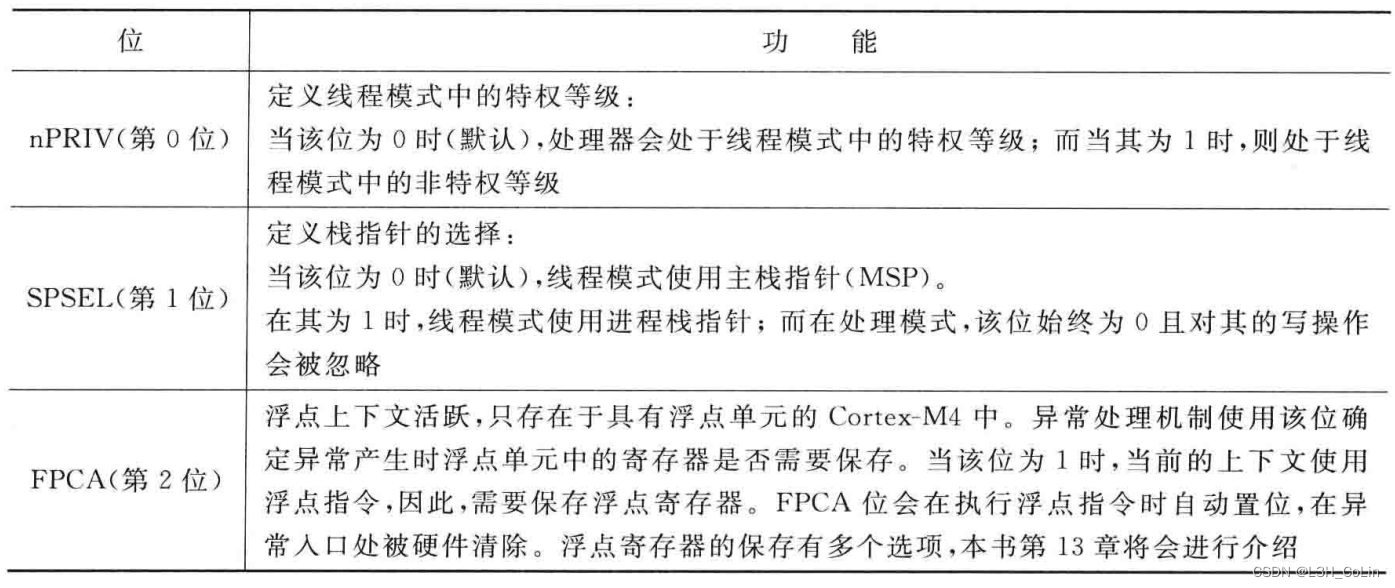 位 功 能
定义线程模式中的特权等级：
nPRIV(第 0 位) 当该位为 0 时(默认)，处理器会处于线程模式中的特权等级；而当其为 1 时，则处于线
程模式中的非特权等级
定义栈指针的选择：
当该位为 0 时(默认)，线程模式使用主栈指针(MSP)。
SPSEL(第 1 位)
在其为 1 时，线程模式使用进程栈指针；而在处理模式，该位始终为 0 且对其的写操作
会被忽略
浮点上下文活跃，只存在于具有浮点单元的 Cortex-M4 中。异常处理机制使用该位确
定异常产生时浮点单元中的寄存器是否需要保存。当该位为 1 时，当前的上下文使用
FPCA(第 2 位)
浮点指令，因此，需要保存浮点寄存器。FPCA 位会在执行浮点指令时自动置位，在异
常入口处被硬件清除。浮点寄存器的保存有多个选项，本书第 13 章将会进行介绍
CSDN @L3H_CoLin